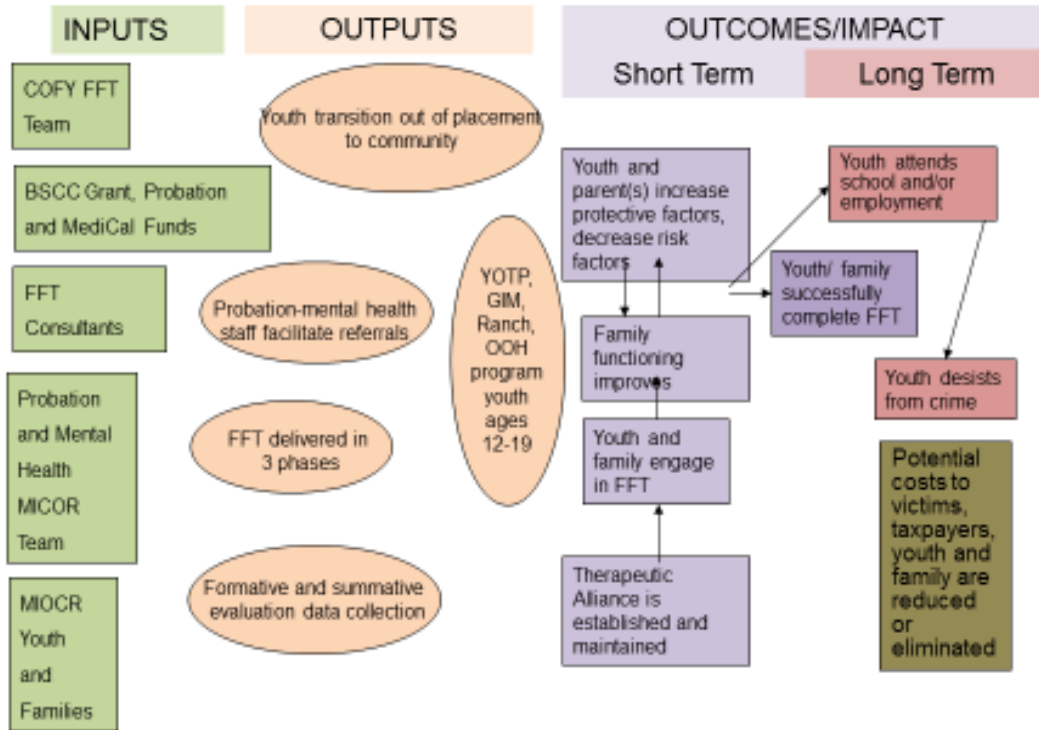 INPUTS
OUTPUTS
OUTCOMES/IMPACT
Short Term
Long Term
COFY FFT
Team
BSCC Grant, Probation
and MediCal Funds
FFT
Consultants
Probation
and Mental
Health
MICOR
Team
MIOCR
Youth
and
Families
Youth transition out of placement
to community
Probation-mental health
staff facilitate referrals
FFT delivered in
3 phases
Formative and summative
evaluation data collection
YOTP,
GIM,
Ranch,
OOH
program
youth
ages
12-19
Youth and
parent(s) increase
protective factors,
decrease risk
factors
Family
functioning
improves
Youth and
family engage
in FFT
Therapeutic
Alliance is
established and
maintained
Youth attends
school and/or
employment
Youth/ family
successfully
complete FFT
Youth desists
from crime
Potential
costs to
victims,
taxpayers,
youth and
family are
reduced
or
eliminated